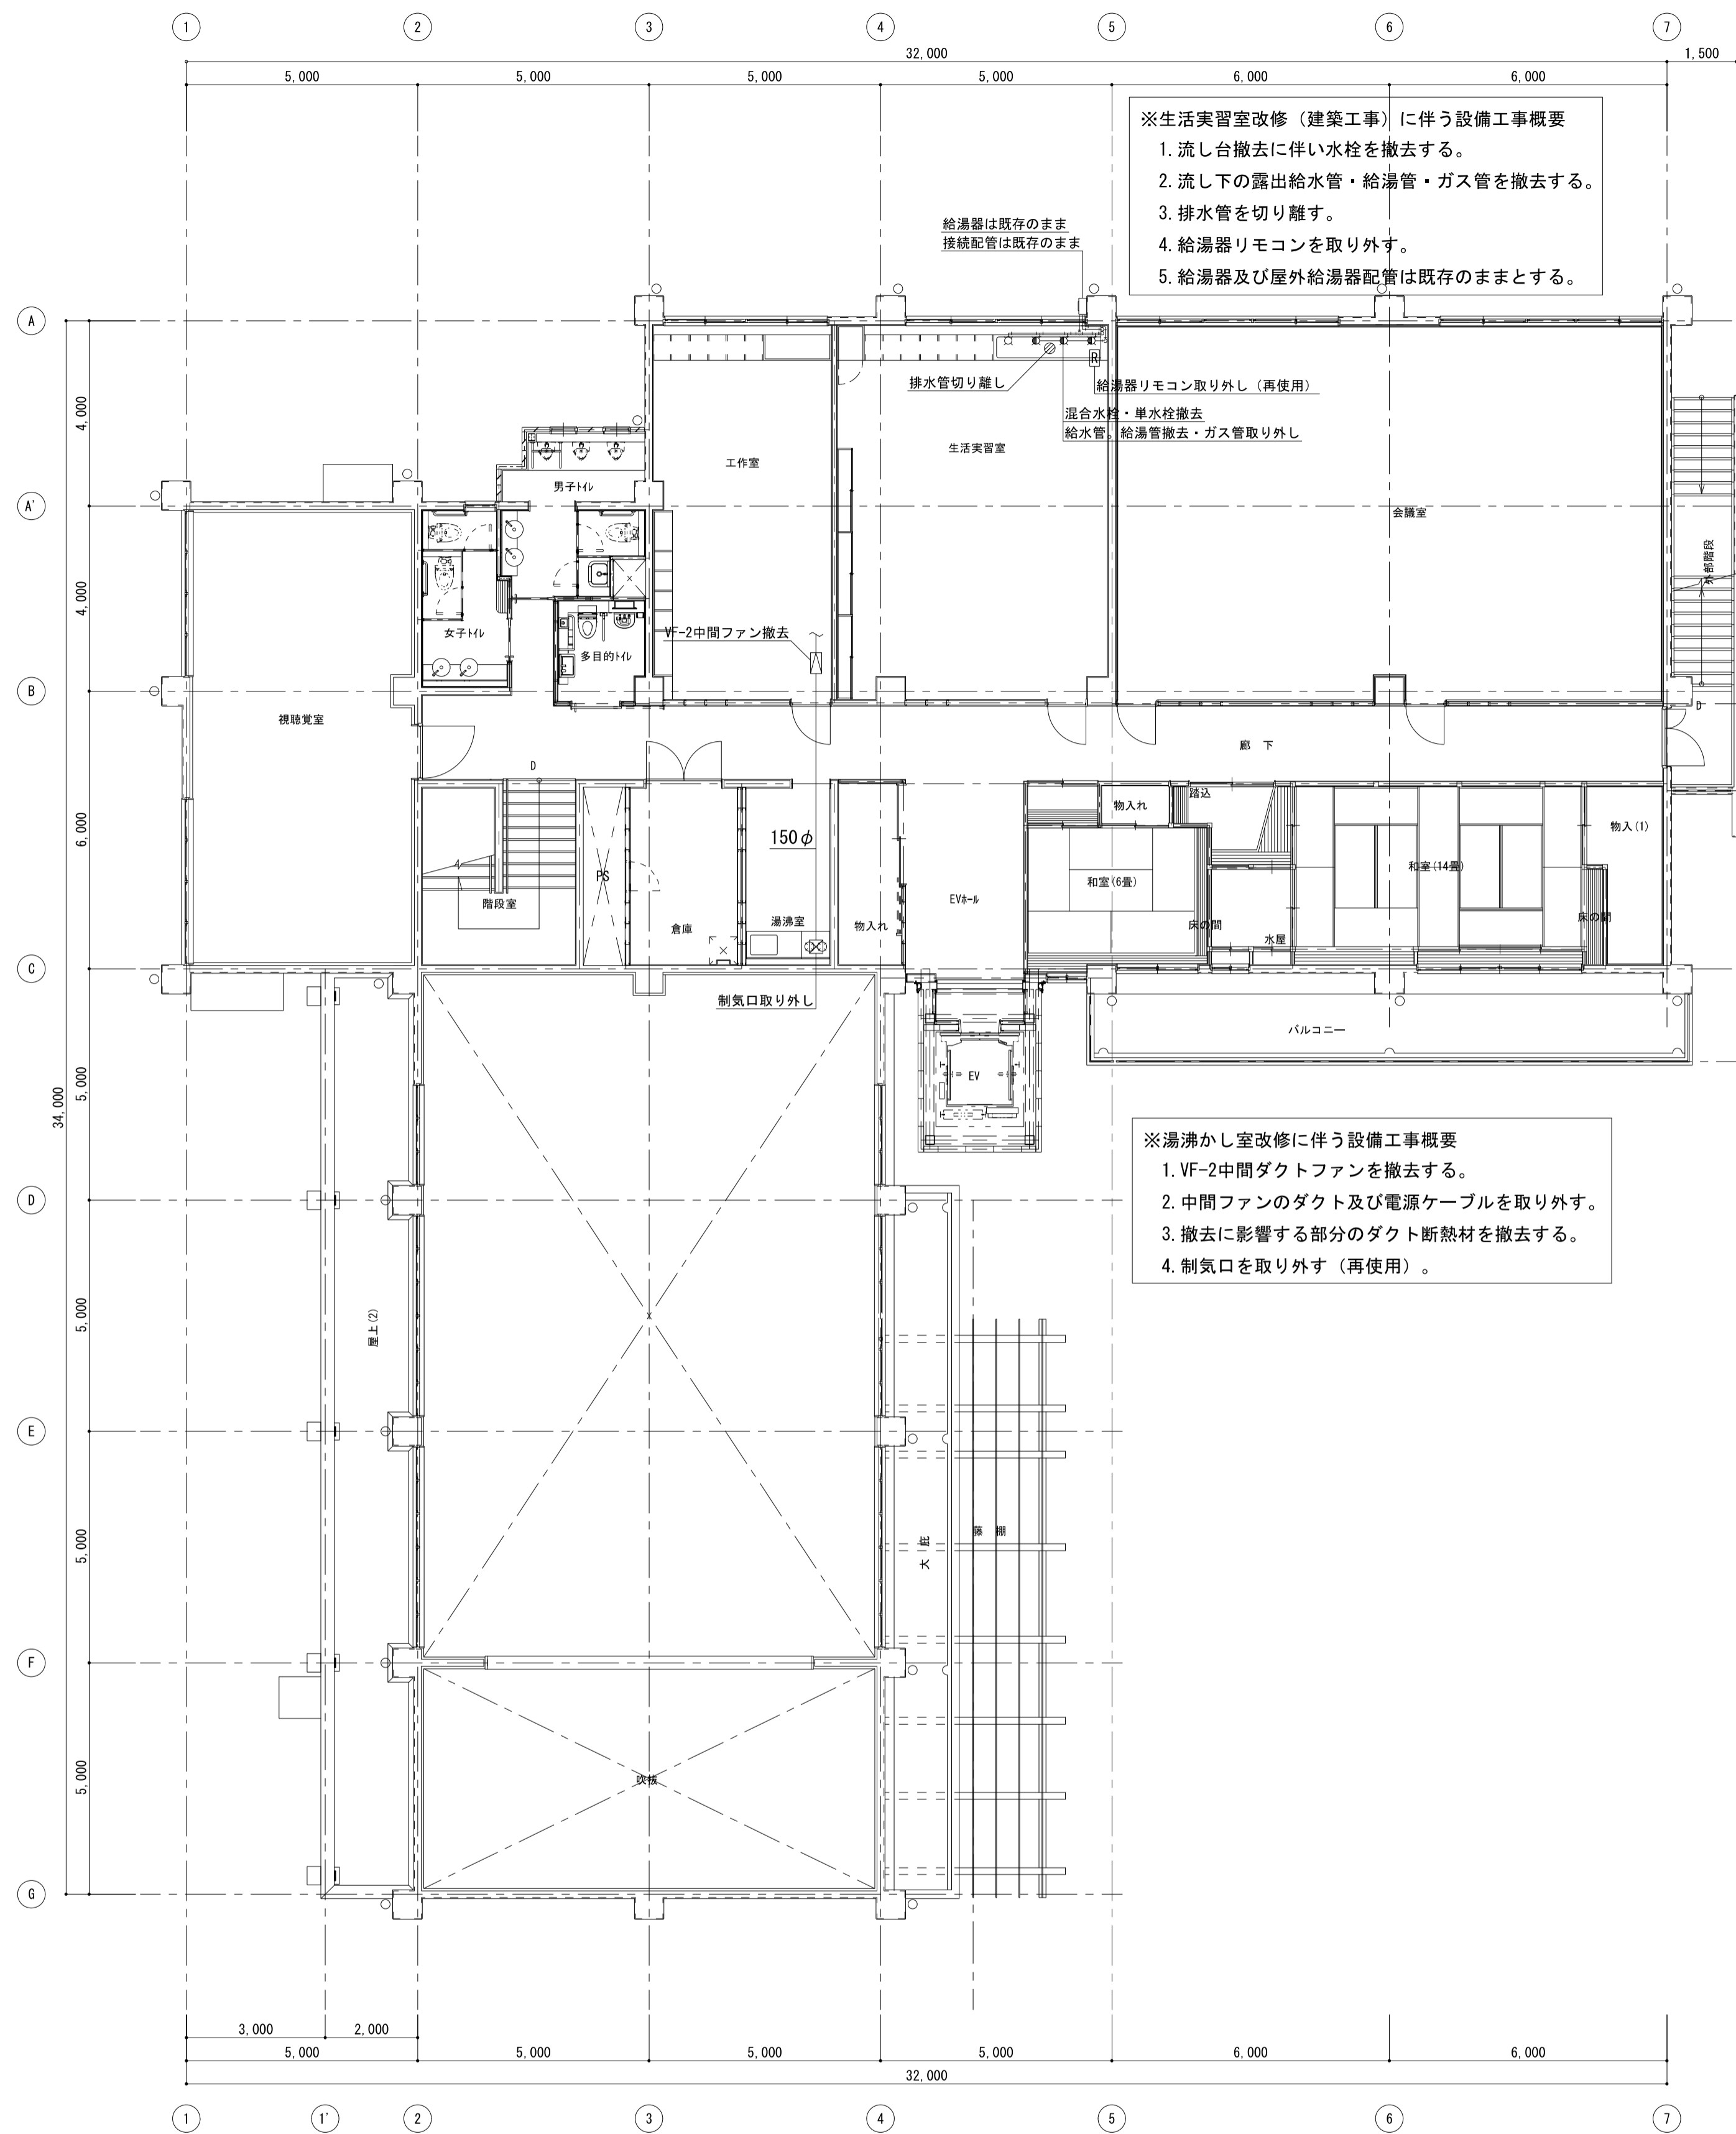 1 2 3 4 5 6 7
32,000 1,500
5,000 5,000 5,000 5,000 6,000 6,000
※生活実習室改修（建築工事）に伴う設備工事概要
1. 流し台撤去に伴い水栓を撤去する。
2. 流し下の露出給水管・給湯管・ガス管を撤去する。
3. 排水管を切り離す。
4. 給湯器リモコンを取り外す。
5. 給湯器及び屋外給湯器配管は既存のままとする。
給湯器は既存のまま
接続配管は既存のまま
A
R
排水管切り離し
給湯器リモコン取り外し（再使用）
4,000
混合水栓・単水栓撤去
給水管。給湯管撤去・ガス管取り外し
生活実習室
工作室
男子トイレ
A'
会議室
外部階段
4,000
女子トイレ
VF-2中間ファン撤去
多目的トイレ
B
D
視聴覚室
廊 下
D
踏込
物入れ
6,000
物入(1)
150φ
和室(14畳)
PS
和室(6畳)
階段室
EVホール
床の間
湯沸室
物入れ
倉庫
床の間
水屋
C
制気口取り外し
バルコニー
EV
5,000
34,000
※湯沸かし室改修に伴う設備工事概要
1. VF-2中間ダクトファンを撤去する。
2. 中間ファンのダクト及び電源ケーブルを取り外す。
3. 撤去に影響する部分のダクト断熱材を撤去する。
4. 制気口を取り外す（再使用）。
D
5,000
屋上(2)
E
5,000
大 庇
藤 棚
F
5,000
吹抜
G
3,000 2,000
5,000 5,000 5,000 5,000 6,000 6,000
32,000
1 1' 2 3 4 5 6 7